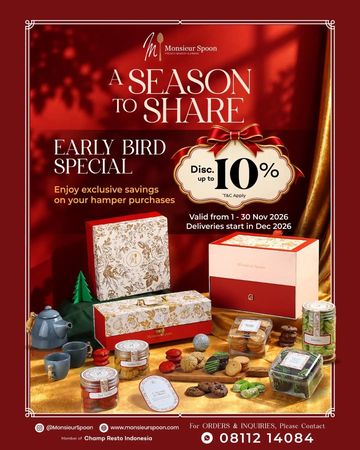 Monsieur Spoon
A SEASON
TO SHARE
EARLY BIRD
SPECIAL
Enjoy exclusive savings
on your hamper purchases
Disc.
up to
10%
*T&C Apply
Valid from 1 - 30 Nov 2026
Deliveries start in Dec 2026
Monsieur Spoon
@MonsieurSpoon
www.monsieurspoon.com
Member of Champ Resto Indonesia
For ORDERS & INQUIRIES, Please Contact
08112 14084